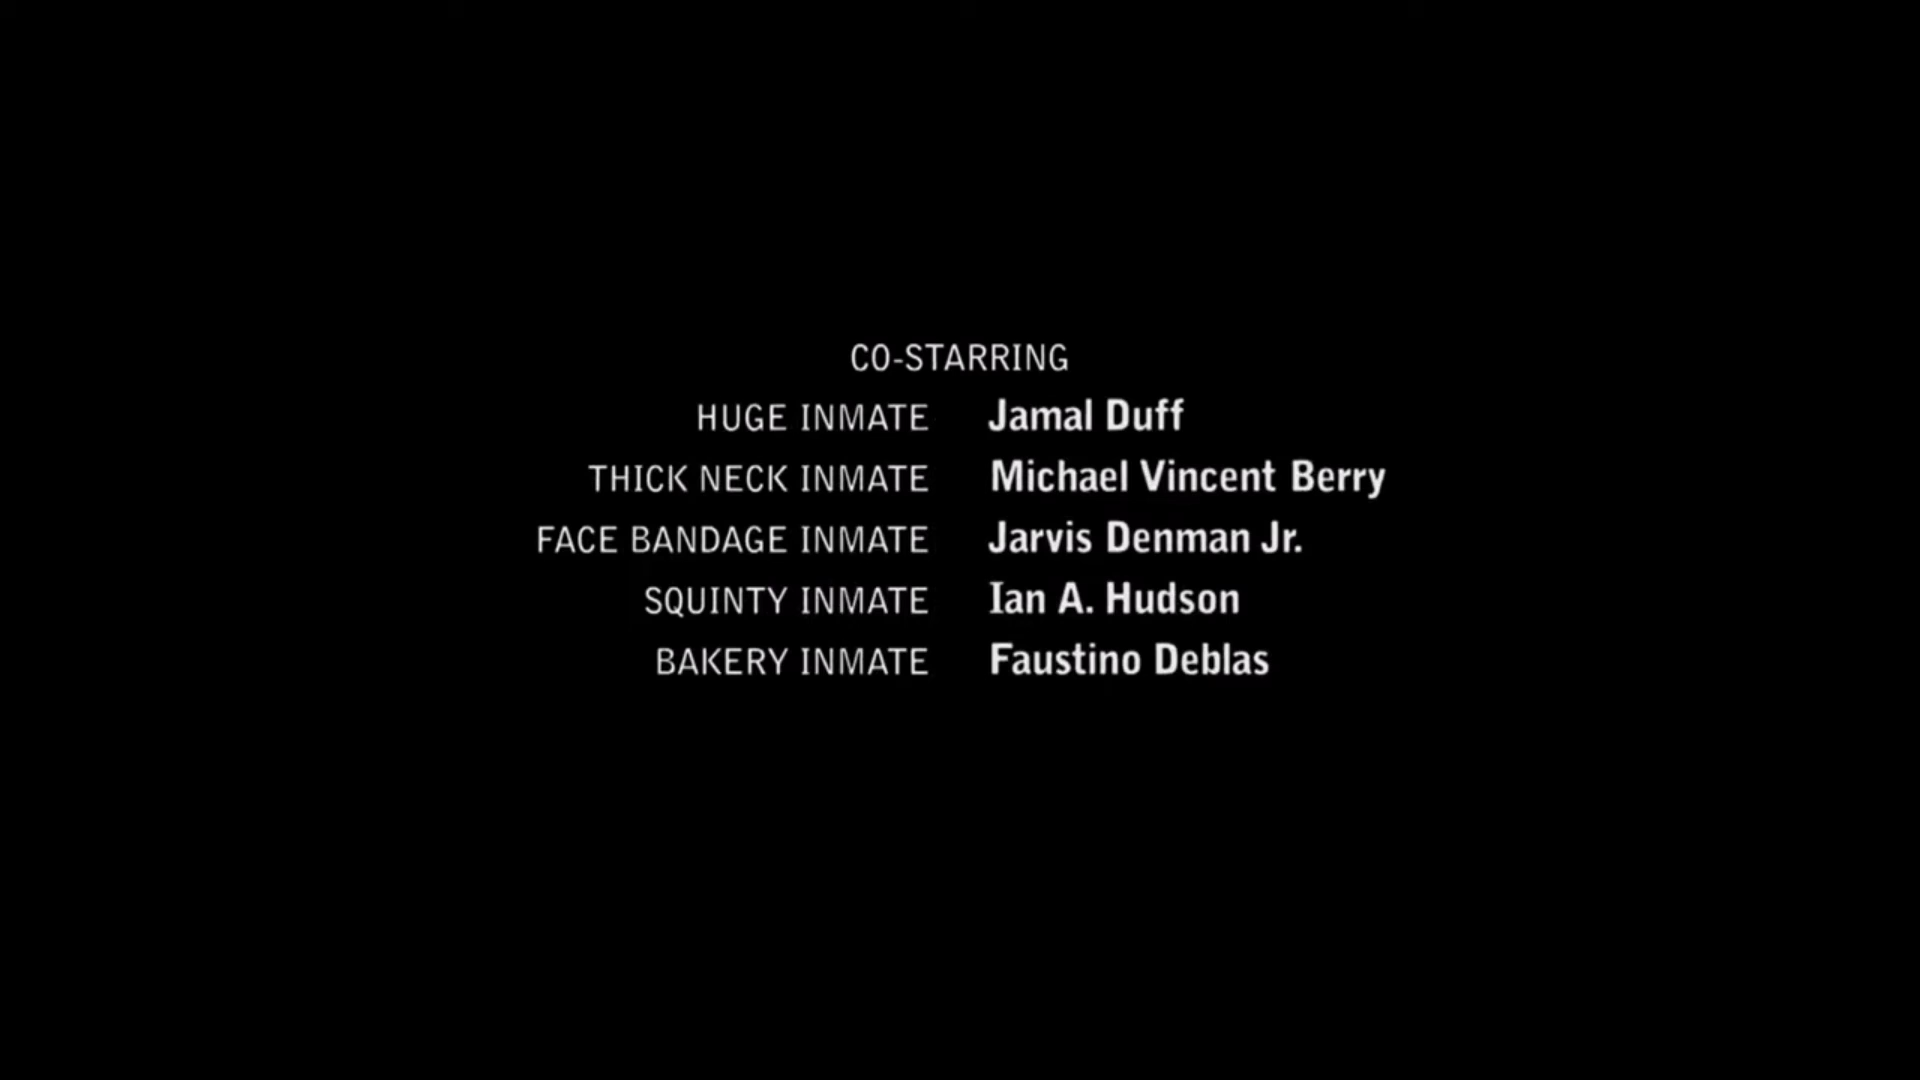 CO-STARRING
HUGE INMATE Jamal Duff
THICK NECK INMATE Michael Vincent Berry
FACE BANDAGE INMATE Jarvis Denman Jr.
SQUINTY INMATE Ian A. Hudson
BAKERY INMATE Faustino Deblas